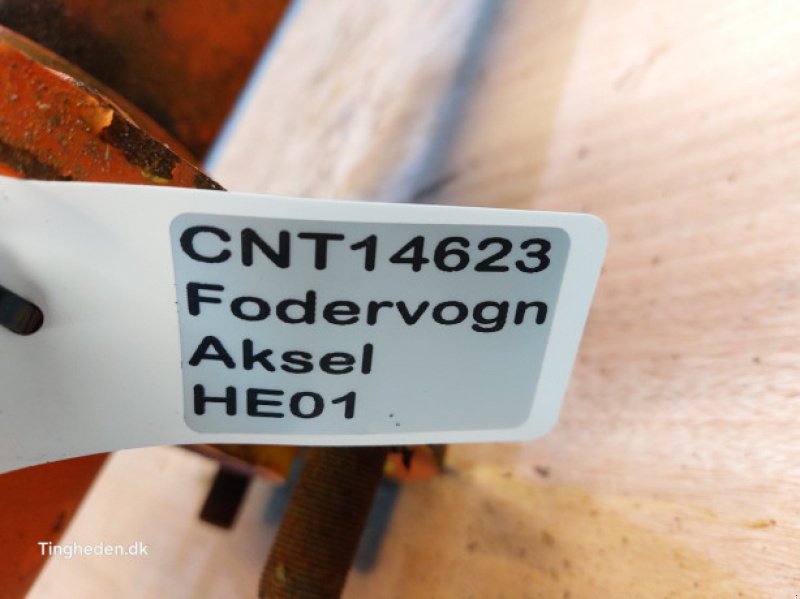 CNT14623
Fodervogn
Aksel
HE01
Tingheden.dk